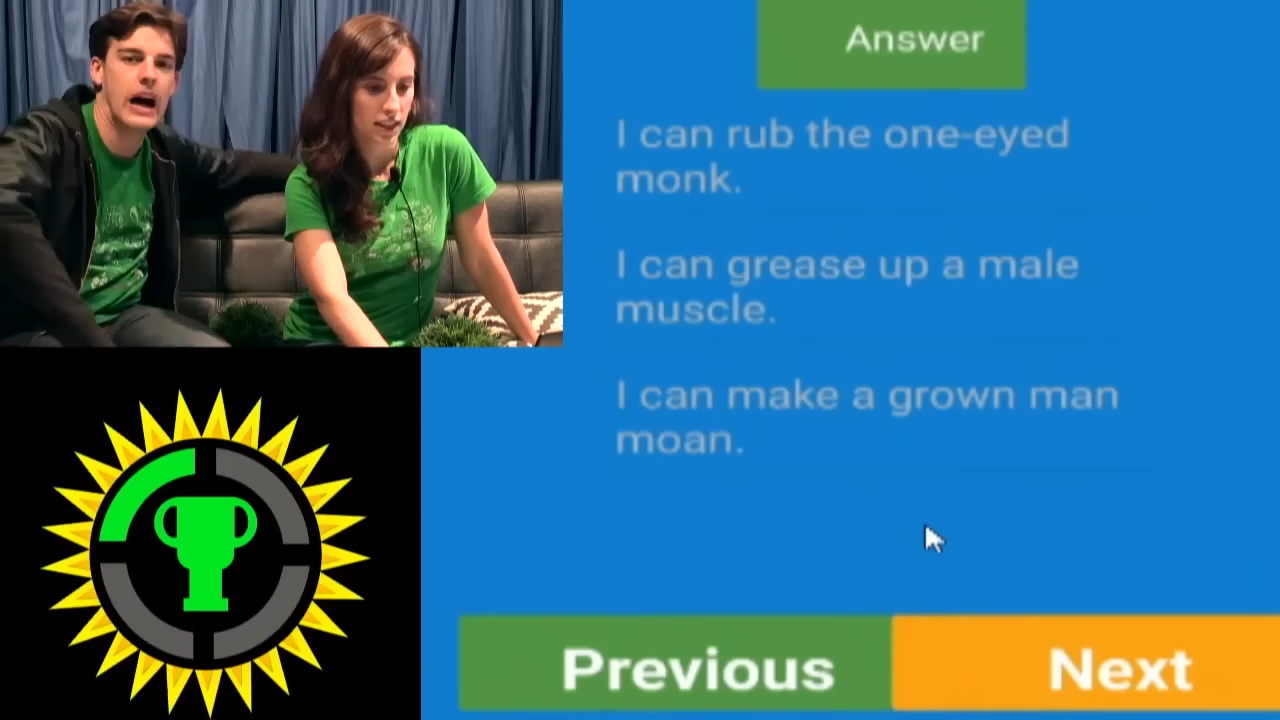 Answer
I can rub the one-eyed
monk.
I can grease up a male
muscle.
I can make a grown man
moan.
Previous
Next